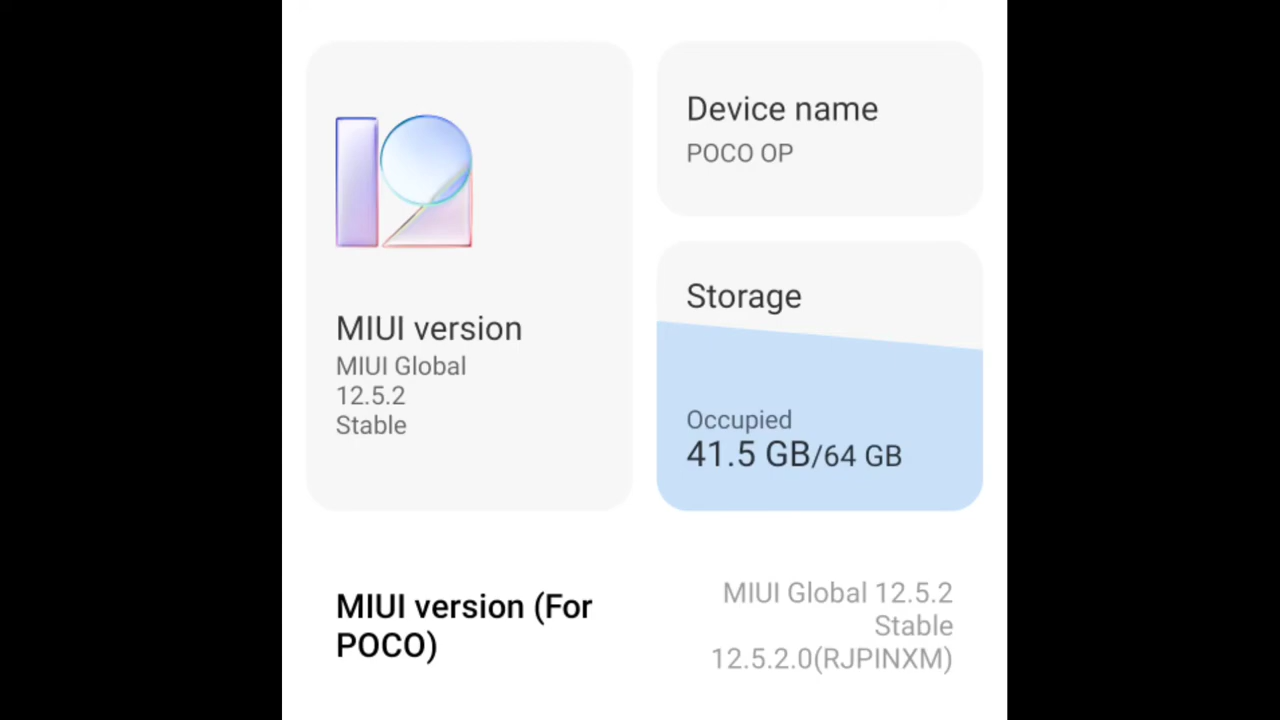 12
MIUI version
MIUI Global
12.5.2
Stable
Device name
POCO OP
Storage
Occupied
41.5 GB/64 GB
MIUI version (For
POCO)
MIUI Global 12.5.2
Stable
12.5.2.0(RJPINXM)